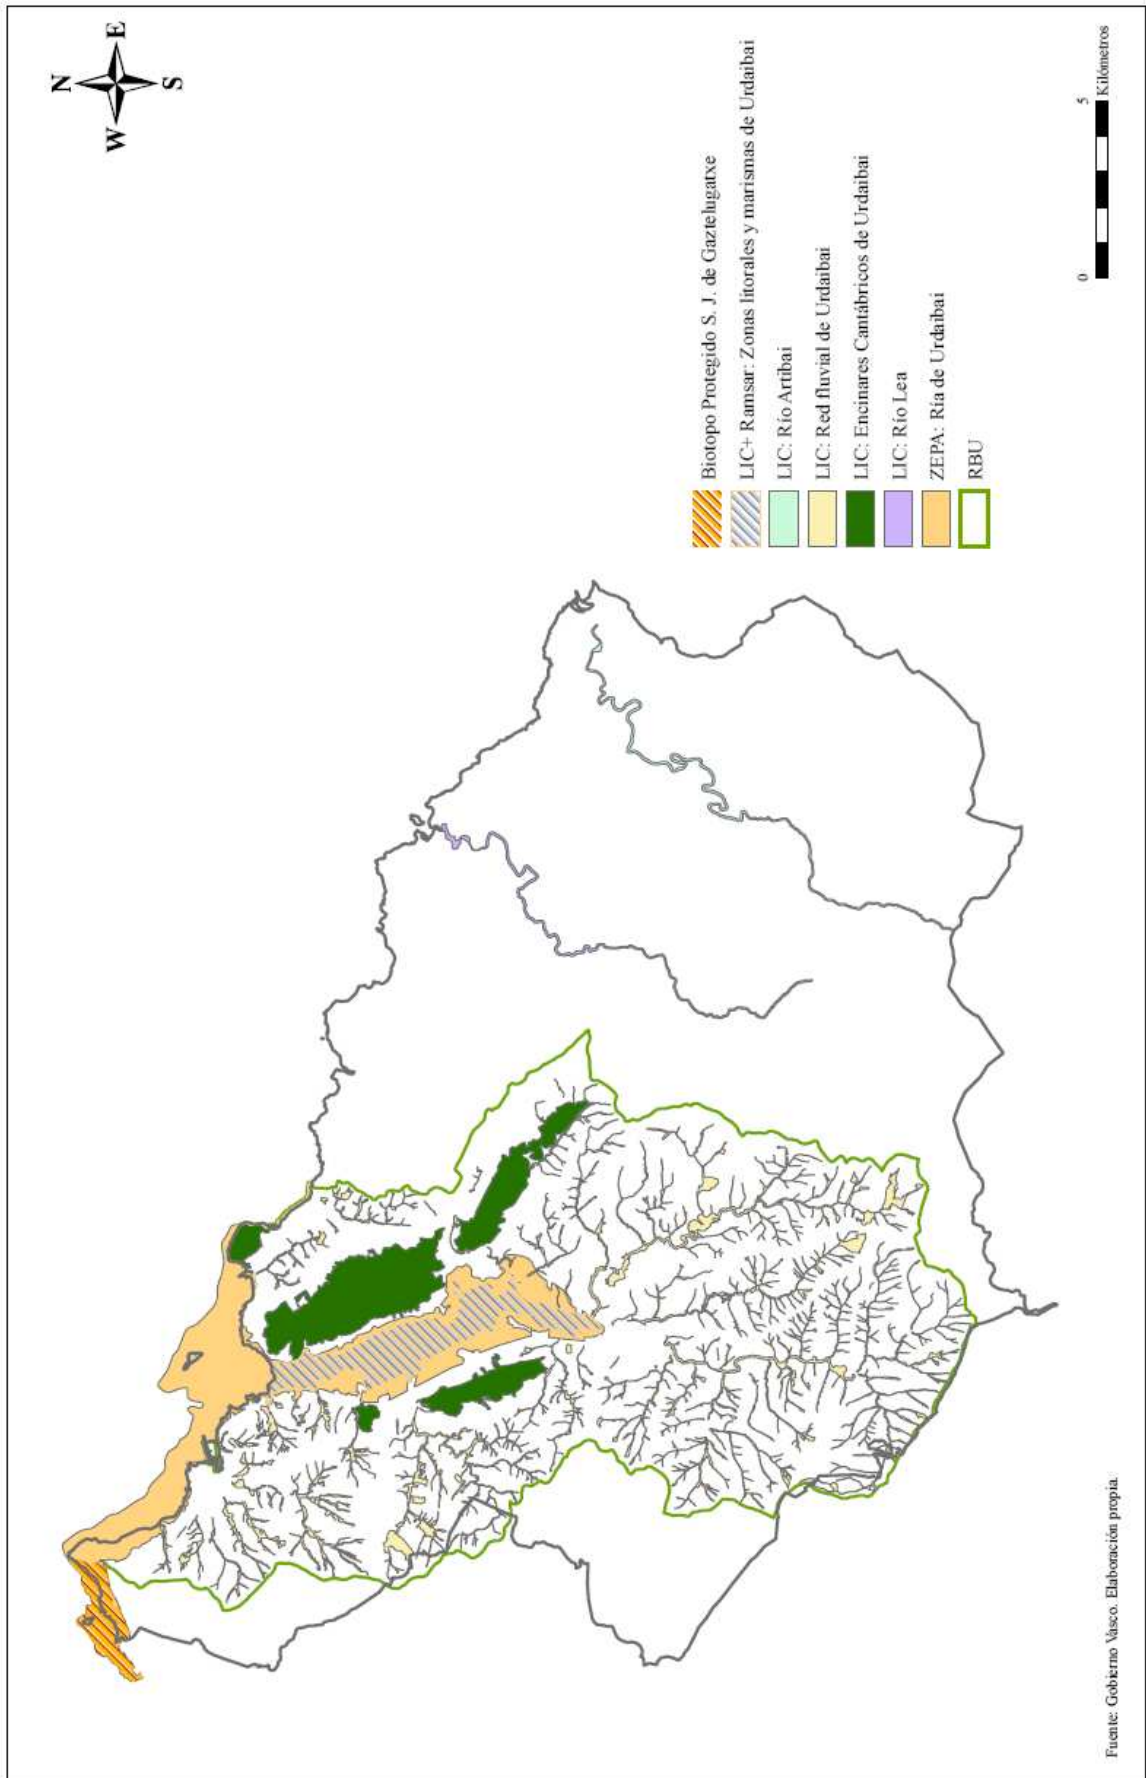 N
W E
S
Biotopo Protegido S. J. de Gaztelugatxe
LIC+ Ramsar: Zonas litorales y marismas de Urdaibai
LIC: Río Artibai
LIC: Red fluvial de Urdaibai
LIC: Encinares Cantábricos de Urdaibai
LIC: Río Lea
ZEPA: Ría de Urdaibai
RBU
0 5
Kilómetros
Fuente: Gobierno Vasco. Elaboración propia.